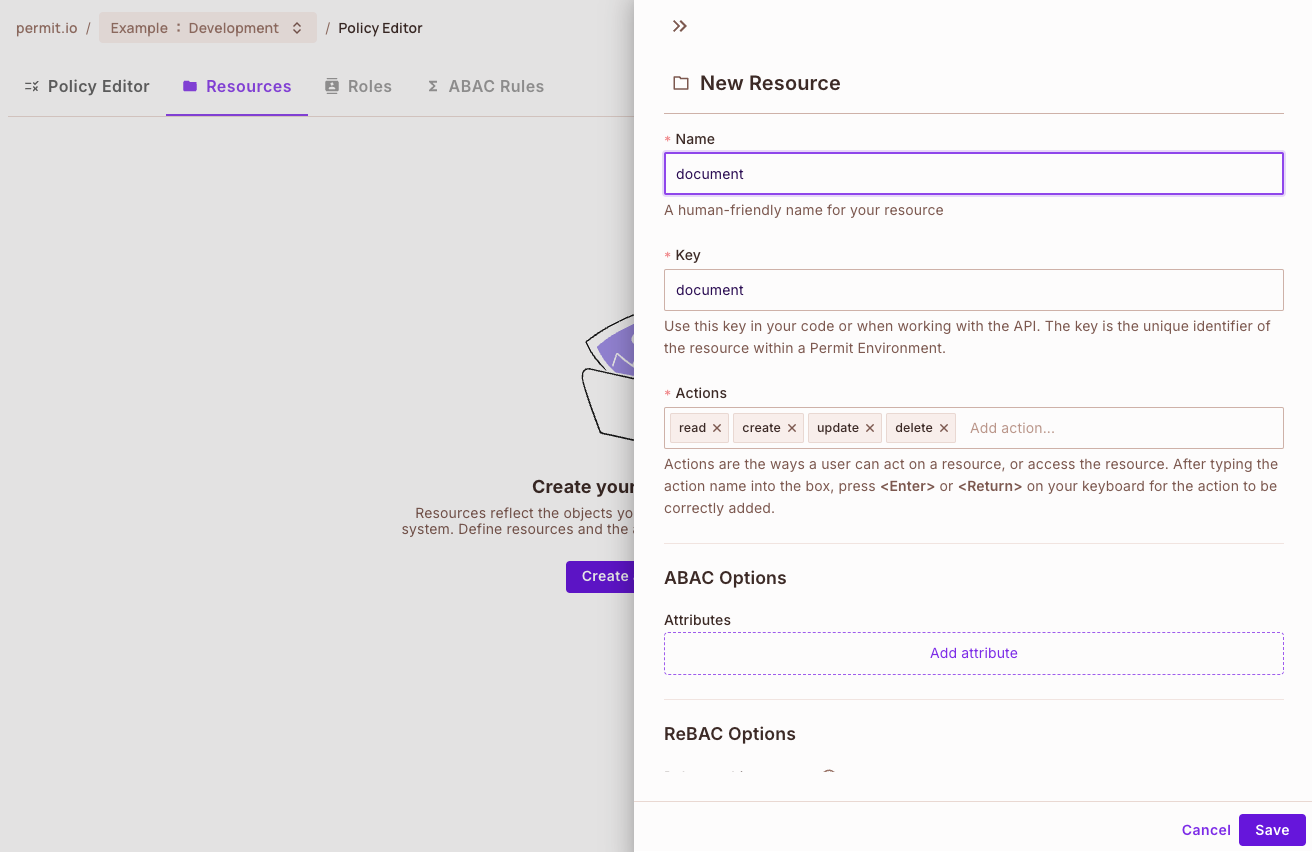 permit.io / Example : Development / Policy Editor
Policy Editor Resources Roles ABAC Rules
Create your
Resources reflect the objects
system. Define resources and the
Create
New Resource
* Name
document
A human-friendly name for your resource
* Key
document
Use this key in your code or when working with the API. The key is the unique identifier of
the resource within a Permit Environment.
* Actions
read create update delete Add action...
Actions are the ways a user can act on a resource, or access the resource. After typing the
action name into the box, press <Enter> or <Return> on your keyboard for the action to be
correctly added.
ABAC Options
Attributes
Add attribute
ReBAC Options
Cancel Save